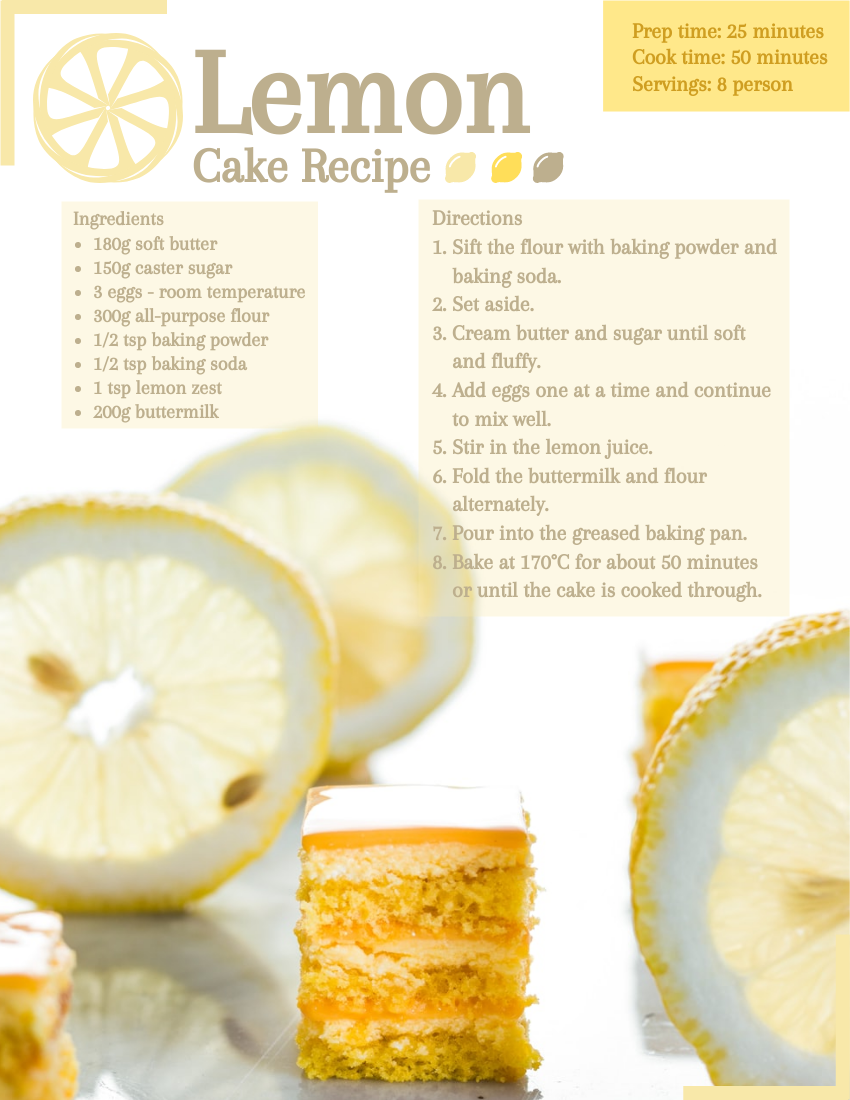 Prep time: 25 minutes
Cook time: 50 minutes
Servings: 8 person
Lemon
Cake Recipe
Ingredients
• 180g soft butter
• 150g caster sugar
• 3 eggs - room temperature
• 300g all-purpose flour
• 1/2 tsp baking powder
• 1/2 tsp baking soda
• 1 tsp lemon zest
• 200g buttermilk
Directions
1. Sift the flour with baking powder and
baking soda.
2. Set aside.
3. Cream butter and sugar until soft
and fluffy.
4. Add eggs one at a time and continue
to mix well.
5. Stir in the lemon juice.
6. Fold the buttermilk and flour
alternately.
7. Pour into the greased baking pan.
8. Bake at 170°C for about 50 minutes
or until the cake is cooked through.